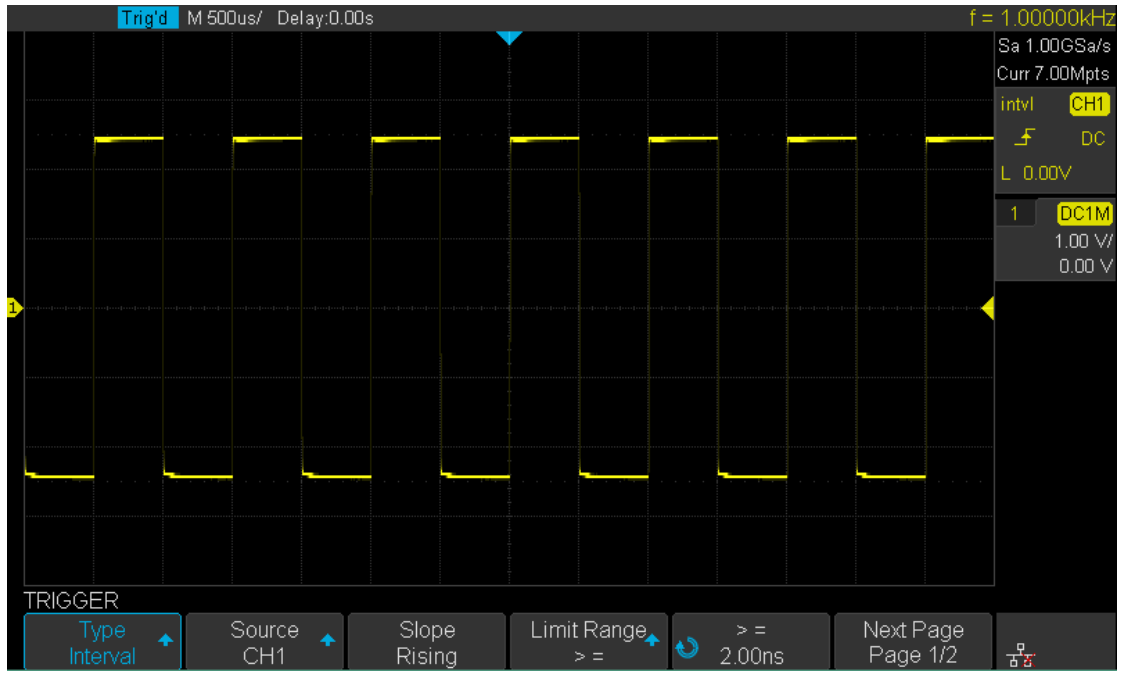 Trig'd M 500us/ Delay:0.00s f = 1.00000kHz
Sa 1.00GSa/s
Curr 7.00Mpts
intvl CH1
DC
L 0.00V
1 DC1M
1.00 V/
0.00 V
1
TRIGGER
Type Source Slope Limit Range > = Next Page
Interval CH1 Rising > = 2.00ns Page 1/2